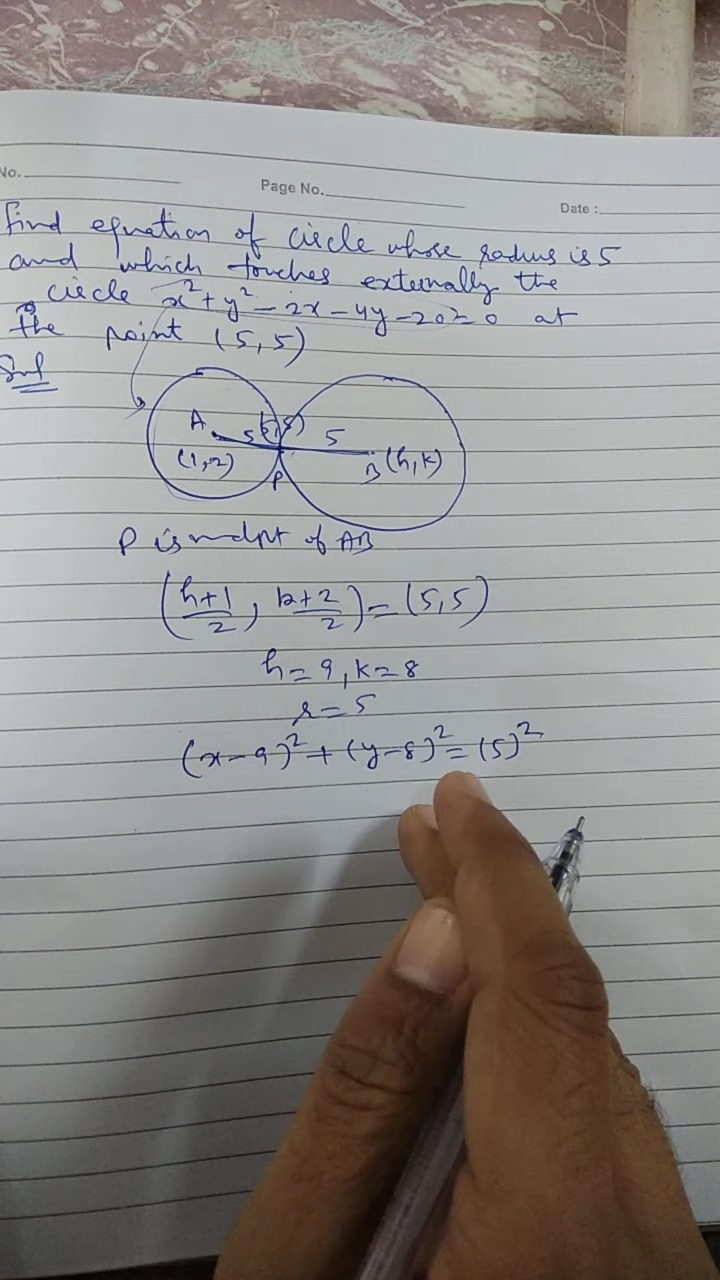 No.
Page No.
Date :
Find equation of circle whose radius is 5
and which touches externally the
circle x² + y² - 2x - 4y - 20 = 0 at
the point (5,5)
Sol
A 5 (5,5) 5
(1,2) P B (h,k)
P is midpt of AB
(h+1/2, k+2/2) = (5,5)
h = 9, k = 8
r = 5
(x-9)² + (y-8)² = (5)²